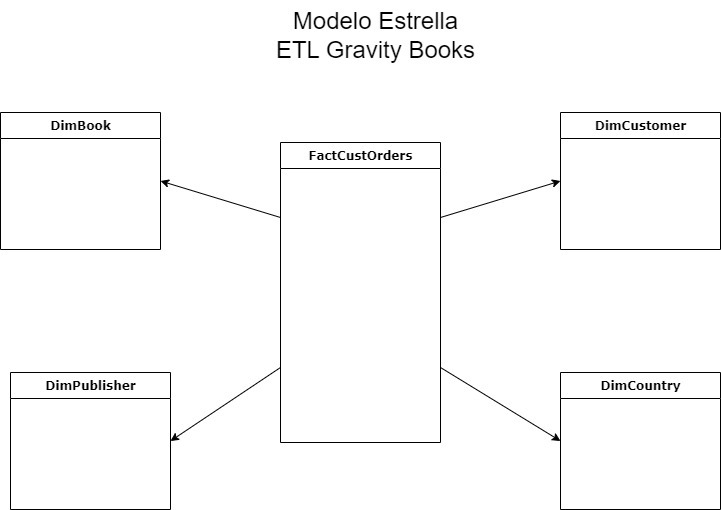 Modelo Estrella
ETL Gravity Books
DimBook
DimCustomer
FactCustOrders
DimPublisher
DimCountry